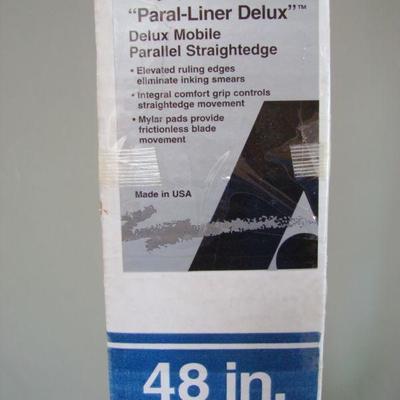 "Paral-Liner Delux"™
Delux Mobile
Parallel Straightedge
• Elevated ruling edges
eliminate inking smears
• Integral comfort grip controls
straightedge movement
• Mylar pads provide
frictionless blade
movement
Made in USA
48 in.